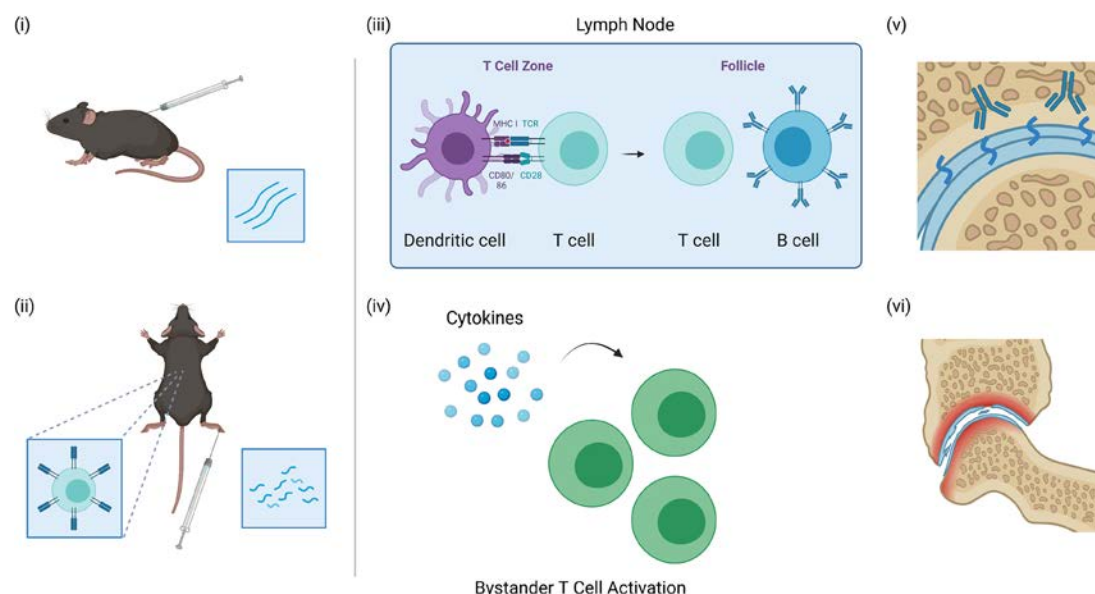 (i)
(ii)
(iii)
Lymph Node
T Cell Zone
Follicle
MHC I TCR
CD80/
86
CD28
Dendritic cell
T cell
T cell
B cell
(iv)
Cytokines
Bystander T Cell Activation
(v)
(vi)